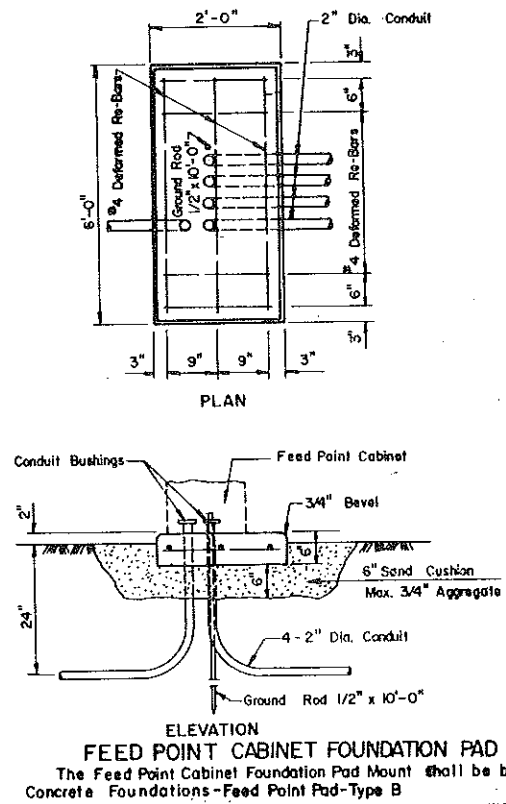 2'-0"
2" Dia. Conduit
3"
6"
#4 Deformed Re-Bars
6'-0"
Ground Rod
1/2" x 10'-0"
#4 Deformed Re-Bars
6"
3"
3" 9" 9" 3"
PLAN
Conduit Bushings
Feed Point Cabinet
3/4" Bevel
2"
6"
6"
6" Sand Cushion
Max. 3/4" Aggregate
24"
4-2" Dia. Conduit
Ground Rod 1/2" x 10'-0"
ELEVATION
FEED POINT CABINET FOUNDATION PAD
The Feed Point Cabinet Foundation Pad Mount shall be b
Concrete Foundations-Feed Point Pad-Type B